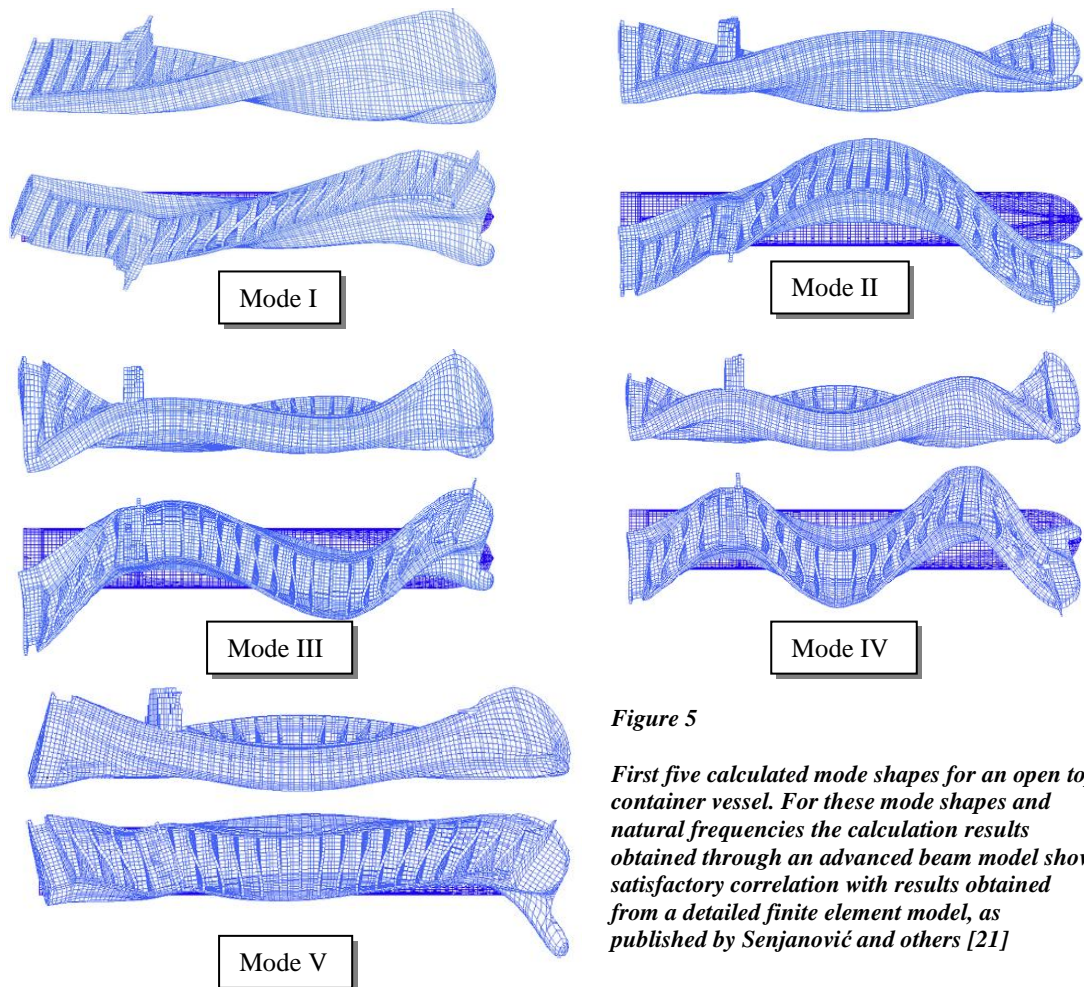 Mode I
Mode II
Mode III
Mode IV
Mode V
Figure 5
First five calculated mode shapes for an open to
container vessel. For these mode shapes and
natural frequencies the calculation results
obtained through an advanced beam model show
satisfactory correlation with results obtained
from a detailed finite element model, as
published by Senjanović and others [21]